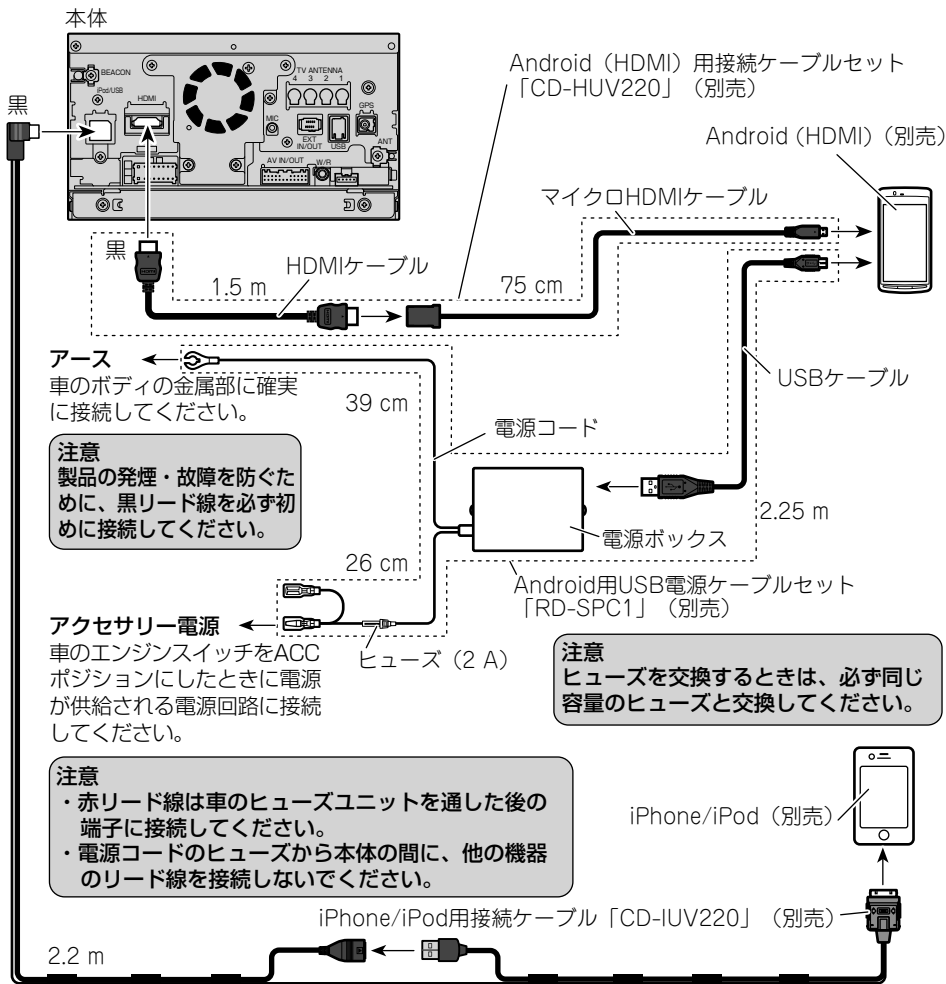 本体
BEACON
iPod/USB
HDMI
TV ANTENNA
4 3 2 1
MIC
GPS
EXT
IN/OUT
USB
ANT
AV IN/OUT
W/R
黒
Android（HDMI）用接続ケーブルセット
「CD-HUV220」（別売）
Android（HDMI）（別売）
マイクロHDMIケーブル
黒
HDMIケーブル
1.5 m
75 cm
アース
車のボディの金属部に確実
に接続してください。
39 cm
USBケーブル
電源コード
注意
製品の発煙・故障を防ぐた
めに、黒リード線を必ず初
めに接続してください。
2.25 m
電源ボックス
26 cm
Android用USB電源ケーブルセット
「RD-SPC1」（別売）
アクセサリー電源
車のエンジンスイッチをACC
ポジションにしたときに電源
が供給される電源回路に接続
してください。
ヒューズ（2 A）
注意
ヒューズを交換するときは、必ず同じ
容量のヒューズと交換してください。
注意
・赤リード線は車のヒューズユニットを通した後の
端子に接続してください。
・電源コードのヒューズから本体の間に、他の機器
のリード線を接続しないでください。
iPhone/iPod（別売）
iPhone/iPod用接続ケーブル「CD-IUV220」（別売）
2.2 m